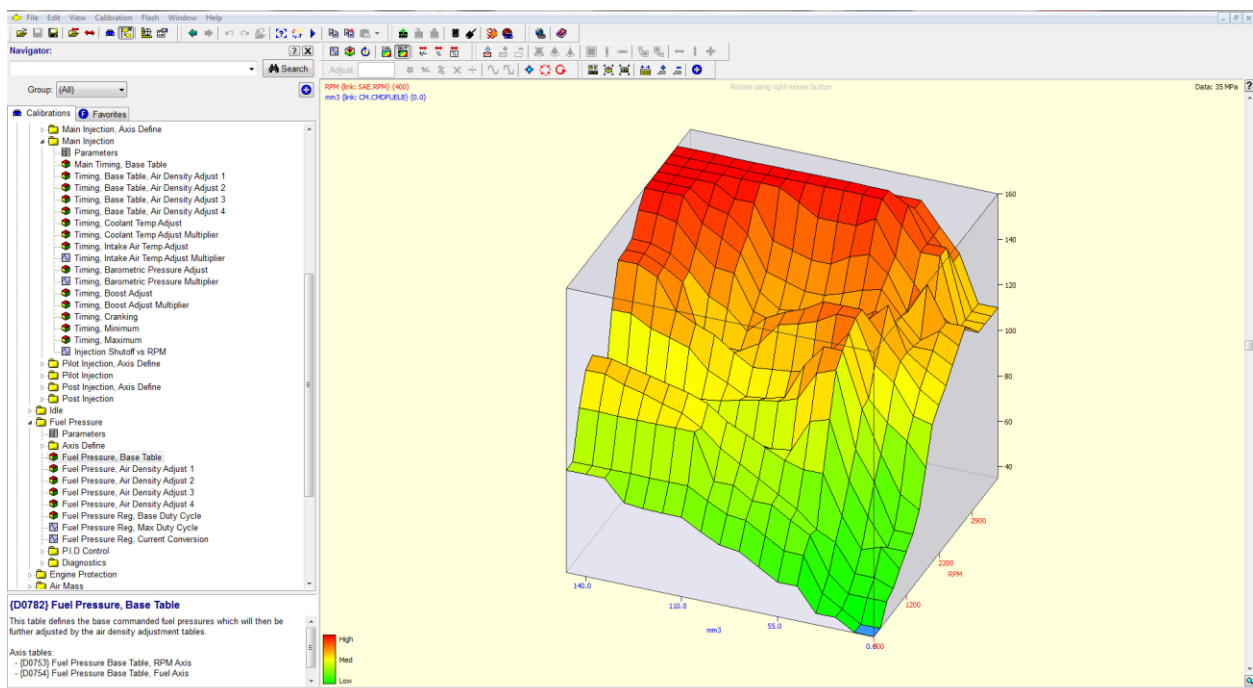 File Edit View Calibration Flash Window Help
Navigator:
Search
Adjust
Group: (All)
Calibrations Favorites
Main Injection, Axis Define
Main Injection
Parameters
Main Timing, Base Table
Timing, Base Table, Air Density Adjust 1
Timing, Base Table, Air Density Adjust 2
Timing, Base Table, Air Density Adjust 3
Timing, Base Table, Air Density Adjust 4
Timing, Coolant Temp Adjust
Timing, Coolant Temp Adjust Multiplier
Timing, Intake Air Temp Adjust
Timing, Intake Air Temp Adjust Multiplier
Timing, Barometric Pressure Adjust
Timing, Barometric Pressure Multiplier
Timing, Boost Adjust
Timing, Boost Adjust Multiplier
Timing, Cranking
Timing, Minimum
Timing, Maximum
Injection Shutoff vs RPM
Pilot Injection, Axis Define
Pilot Injection
Post Injection, Axis Define
Post Injection
Idle
Fuel Pressure
Parameters
Axis Define
Fuel Pressure, Base Table
Fuel Pressure, Air Density Adjust 1
Fuel Pressure, Air Density Adjust 2
Fuel Pressure, Air Density Adjust 3
Fuel Pressure, Air Density Adjust 4
Fuel Pressure Reg, Base Duty Cycle
Fuel Pressure Reg, Max Duty Cycle
Fuel Pressure Reg, Current Conversion
P.I.D Control
Diagnostics
Engine Protection
Air Mass
{D0782} Fuel Pressure, Base Table
This table defines the base commanded fuel pressures which will then be
further adjusted by the air density adjustment tables.
Axis tables:
- {D0753} Fuel Pressure Base Table, RPM Axis
- {D0754} Fuel Pressure Base Table, Fuel Axis
RPM {link: SAE.RPM} (400)
mm3 {link: CM.CMDFUELB} (0.0)
Rotate using right mouse button
Data: 35 MPa
160
140
120
100
80
60
40
2900
2200
RPM
1200
140.0
110.0
mm3
55.0
High
Med
Low